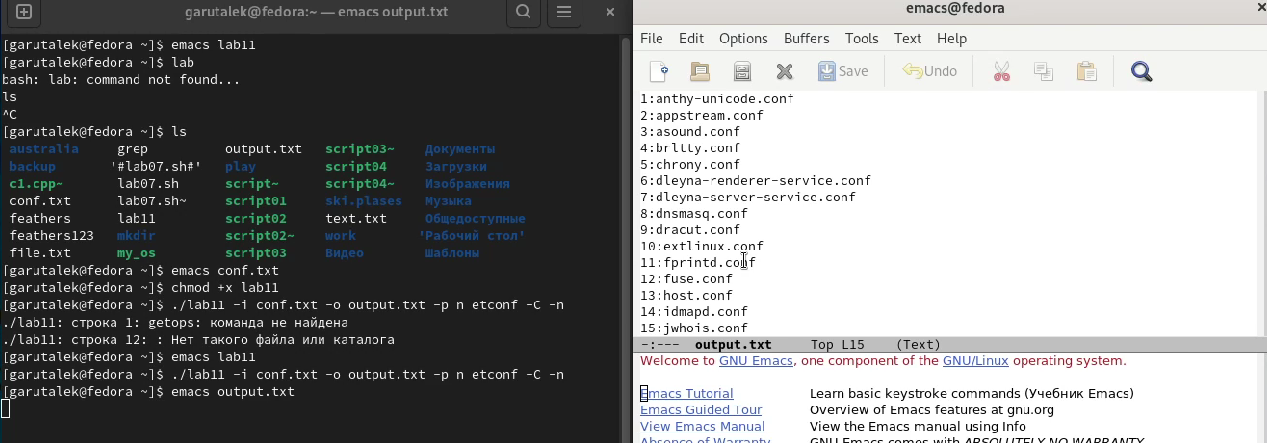 garutalek@fedora:~ — emacs output.txt
[garutalek@fedora ~]$ emacs lab11
[garutalek@fedora ~]$ lab
bash: lab: command not found...
ls
^C
[garutalek@fedora ~]$ ls
australia grep output.txt script03~ Документы
backup '#lab07.sh#' play script04 Загрузки
c1.cpp~ lab07.sh script~ script04~ Изображения
conf.txt lab07.sh~ script01 ski.plases Музыка
feathers lab11 script02 text.txt Общедоступные
feathers123 mkdir script02~ work 'Рабочий стол'
file.txt my_os script03 Видео Шаблоны
[garutalek@fedora ~]$ emacs conf.txt
[garutalek@fedora ~]$ chmod +x lab11
[garutalek@fedora ~]$ ./lab11 -i conf.txt -o output.txt -p n etconf -C -n
./lab11: строка 1: getops: команда не найдена
./lab11: строка 12: : Нет такого файла или каталога
[garutalek@fedora ~]$ emacs lab11
[garutalek@fedora ~]$ ./lab11 -i conf.txt -o output.txt -p n etconf -C -n
[garutalek@fedora ~]$ emacs output.txt
emacs@fedora
File Edit Options Buffers Tools Text Help
Save Undo
1:anthy-unicode.conf
2:appstream.conf
3:asound.conf
4:brltty.conf
5:chrony.conf
6:dleyna-renderer-service.conf
7:dleyna-server-service.conf
8:dnsmasq.conf
9:dracut.conf
10:extlinux.conf
11:fprintd.conf
12:fuse.conf
13:host.conf
14:idmapd.conf
15:jwhois.conf
-:--- output.txt Top L15 (Text)
Welcome to GNU Emacs, one component of the GNU/Linux operating system.
Emacs Tutorial Learn basic keystroke commands (Учебник Emacs)
Emacs Guided Tour Overview of Emacs features at gnu.org
View Emacs Manual View the Emacs manual using Info
Absence of Warranty GNU Emacs comes with ABSOLUTELY NO WARRANTY